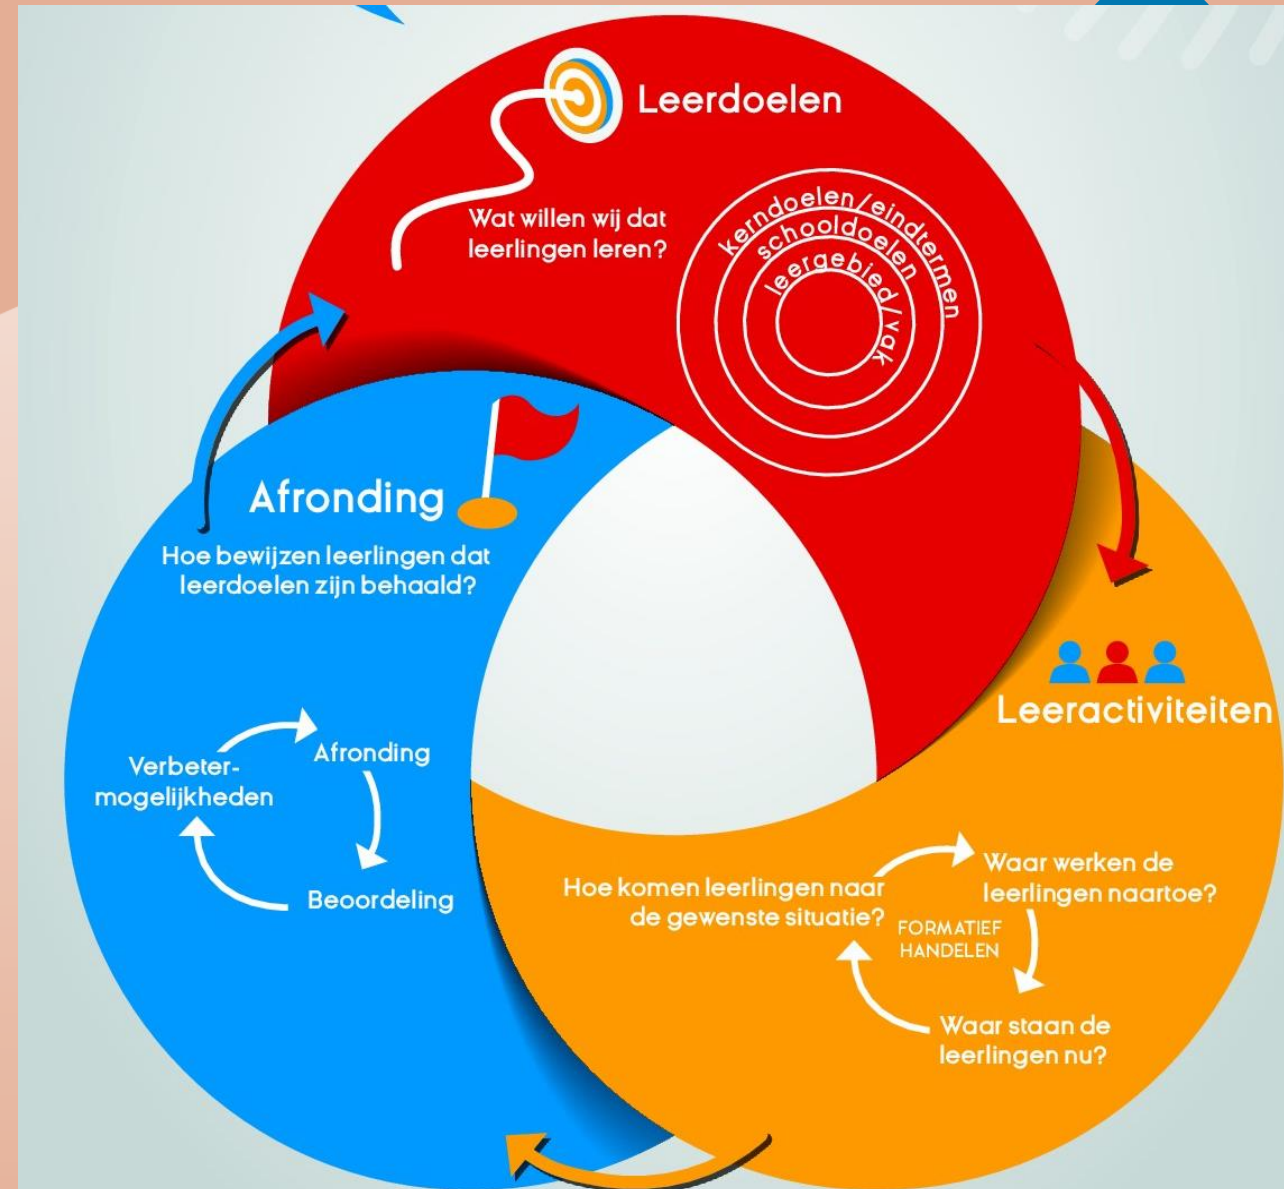 Leerdoelen
Wat willen wij dat
leerlingen leren?
kerndoelen/eindtermen
schooldoelen
leergebied/vak
Afronding
Hoe bewijzen leerlingen dat
leerdoelen zijn behaald?
Afronding
Beoordeling
Verbeter-
mogelijkheden
Leeractiviteiten
Waar werken de
leerlingen naartoe?
Waar staan de
leerlingen nu?
Hoe komen leerlingen naar
de gewenste situatie?
FORMATIEF
HANDELEN